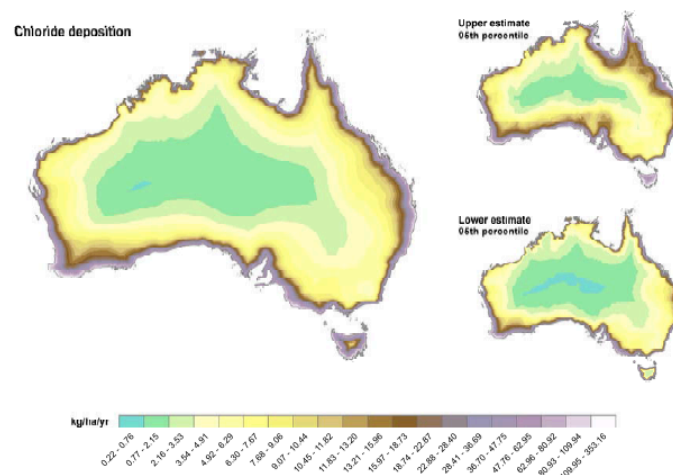 Chloride deposition
Upper estimate
05th percentile
Lower estimate
05th percentile
kg/ha/yr
0.22 - 0.76
0.77 - 2.15
2.16 - 3.53
3.54 - 4.91
4.92 - 6.29
6.30 - 7.67
7.68 - 9.06
9.07 - 10.44
10.45 - 11.82
11.83 - 13.20
13.21 - 15.96
15.97 - 18.73
18.74 - 22.87
22.88 - 28.40
28.41 - 36.69
36.70 - 47.75
47.76 - 62.95
62.96 - 80.92
80.93 - 109.94
109.95 - 353.16